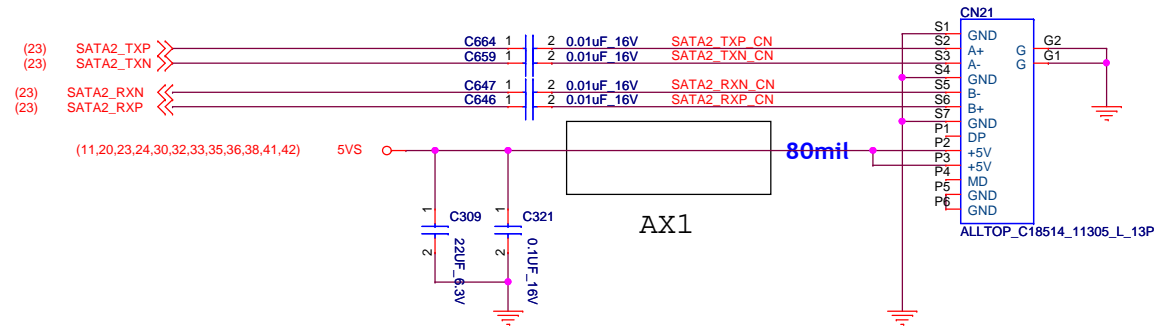 CN21
S1 GND
(23) SATA2_TXP C664 1 2 0.01uF_16V SATA2_TXP_CN S2 A+ G G2
(23) SATA2_TXN C659 1 2 0.01uF_16V SATA2_TXN_CN S3 A- G G1
S4 GND
(23) SATA2_RXN C647 1 2 0.01uF_16V SATA2_RXN_CN S5 B-
(23) SATA2_RXP C646 1 2 0.01uF_16V SATA2_RXP_CN S6 B+
S7 GND
P1 DP
(11,20,23,24,30,32,33,35,36,38,41,42) 5VS 80mil P2 +5V
P3 +5V
P4 MD
P5 GND
P6 GND
ALLTOP_C18514_11305_L_13P
AX1
1 C309 2 22UF_6.3V
1 C321 2 0.1UF_16V